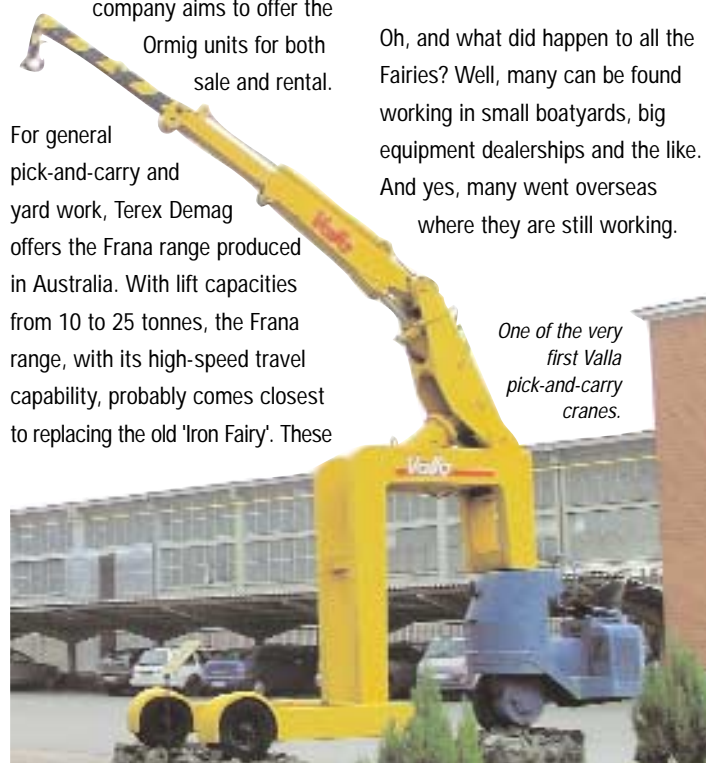 company aims to offer the
Ormig units for both
sale and rental.
For general
pick-and-carry and
yard work, Terex Demag
offers the Frana range produced
in Australia. With lift capacities
from 10 to 25 tonnes, the Frana
range, with its high-speed travel
capability, probably comes closest
to replacing the old 'Iron Fairy'. These
Oh, and what did happen to all the
Fairies? Well, many can be found
working in small boatyards, big
equipment dealerships and the like.
And yes, many went overseas
where they are still working.
One of the very
first Valla
pick-and-carry
cranes.
Valla
Valla